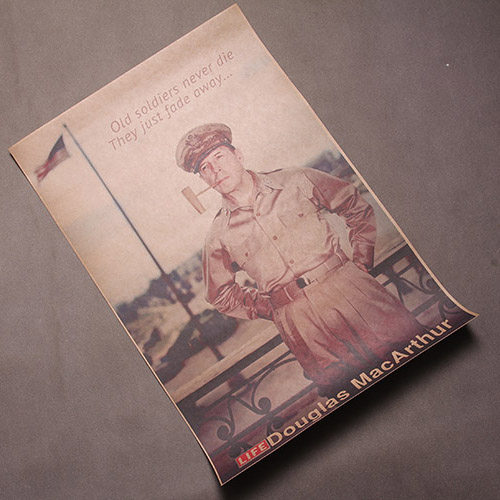 Old soldiers never die
They just fade away...
LIFE Douglas MacArthur